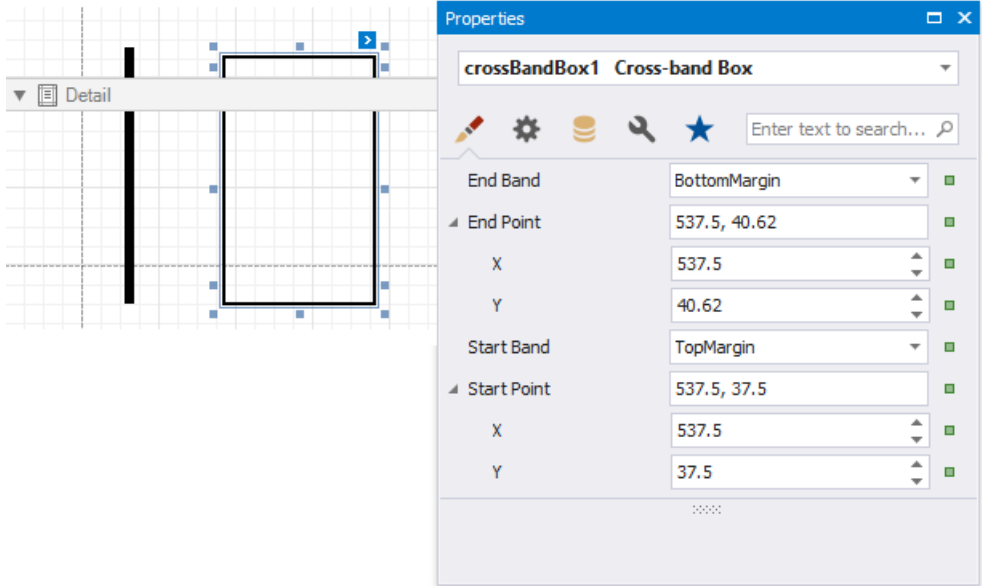 Properties
crossBandBox1 Cross-band Box
Detail
Enter text to search...
End Band BottomMargin
End Point 537.5, 40.62
X 537.5
Y 40.62
Start Band TopMargin
Start Point 537.5, 37.5
X 537.5
Y 37.5